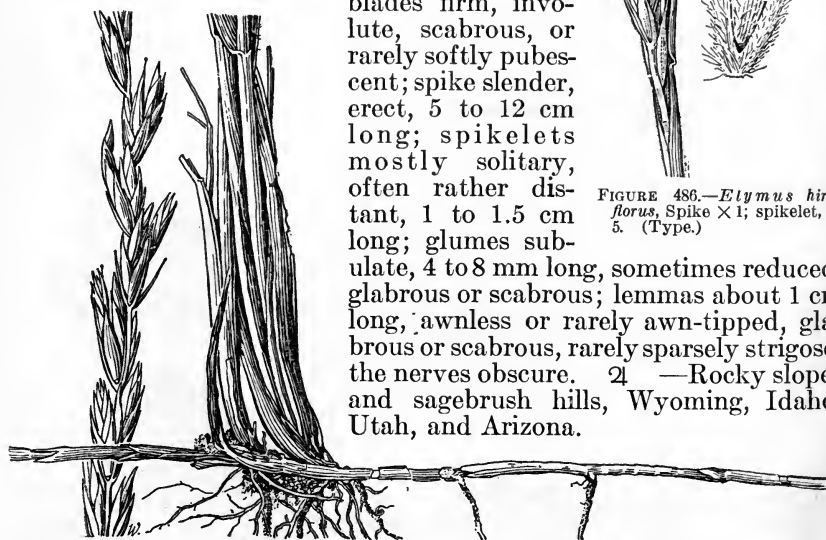 blades firm, invo-
lute, scabrous, or
rarely softly pubes-
cent; spike slender,
erect, 5 to 12 cm
long; spikelets
mostly solitary,
often rather dis-
tant, 1 to 1.5 cm
long; glumes sub-
FIGURE 486.—Elymus hir
florus, Spike × 1; spikelet,
5. (Type.)
ulate, 4 to 8 mm long, sometimes reduced
glabrous or scabrous; lemmas about 1 c
long, awnless or rarely awn-tipped, gla
brous or scabrous, rarely sparsely strigose
the nerves obscure. ♃ —Rocky slope
and sagebrush hills, Wyoming, Idaho
Utah, and Arizona.